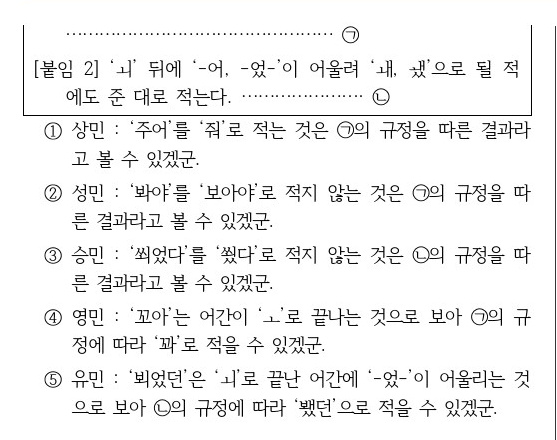 ………………………………………… ㉠
[붙임 2] ‘ㅚ’ 뒤에 ‘-어, -었-’이 어울려 ‘ㅙ, ㅙㅆ’으로 될 적
에도 준 대로 적는다. ………………… ㉡
① 상민 : ‘주어’를 ‘줘’로 적는 것은 ㉠의 규정을 따른 결과라
고 볼 수 있겠군.
② 성민 : ‘봐야’를 ‘보아야’로 적지 않는 것은 ㉠의 규정을 따
른 결과라고 볼 수 있겠군.
③ 승민 : ‘쐬었다’를 ‘쒔다’로 적지 않는 것은 ㉡의 규정을 따
른 결과라고 볼 수 있겠군.
④ 영민 : ‘꼬아’는 어간이 ‘ㅗ’로 끝나는 것으로 보아 ㉠의 규
정에 따라 ‘꽈’로 적을 수 있겠군.
⑤ 유민 : ‘뵈었던’은 ‘ㅚ’로 끝난 어간에 ‘-었-’이 어울리는 것
으로 보아 ㉡의 규정에 따라 ‘뵀던’으로 적을 수 있겠군.